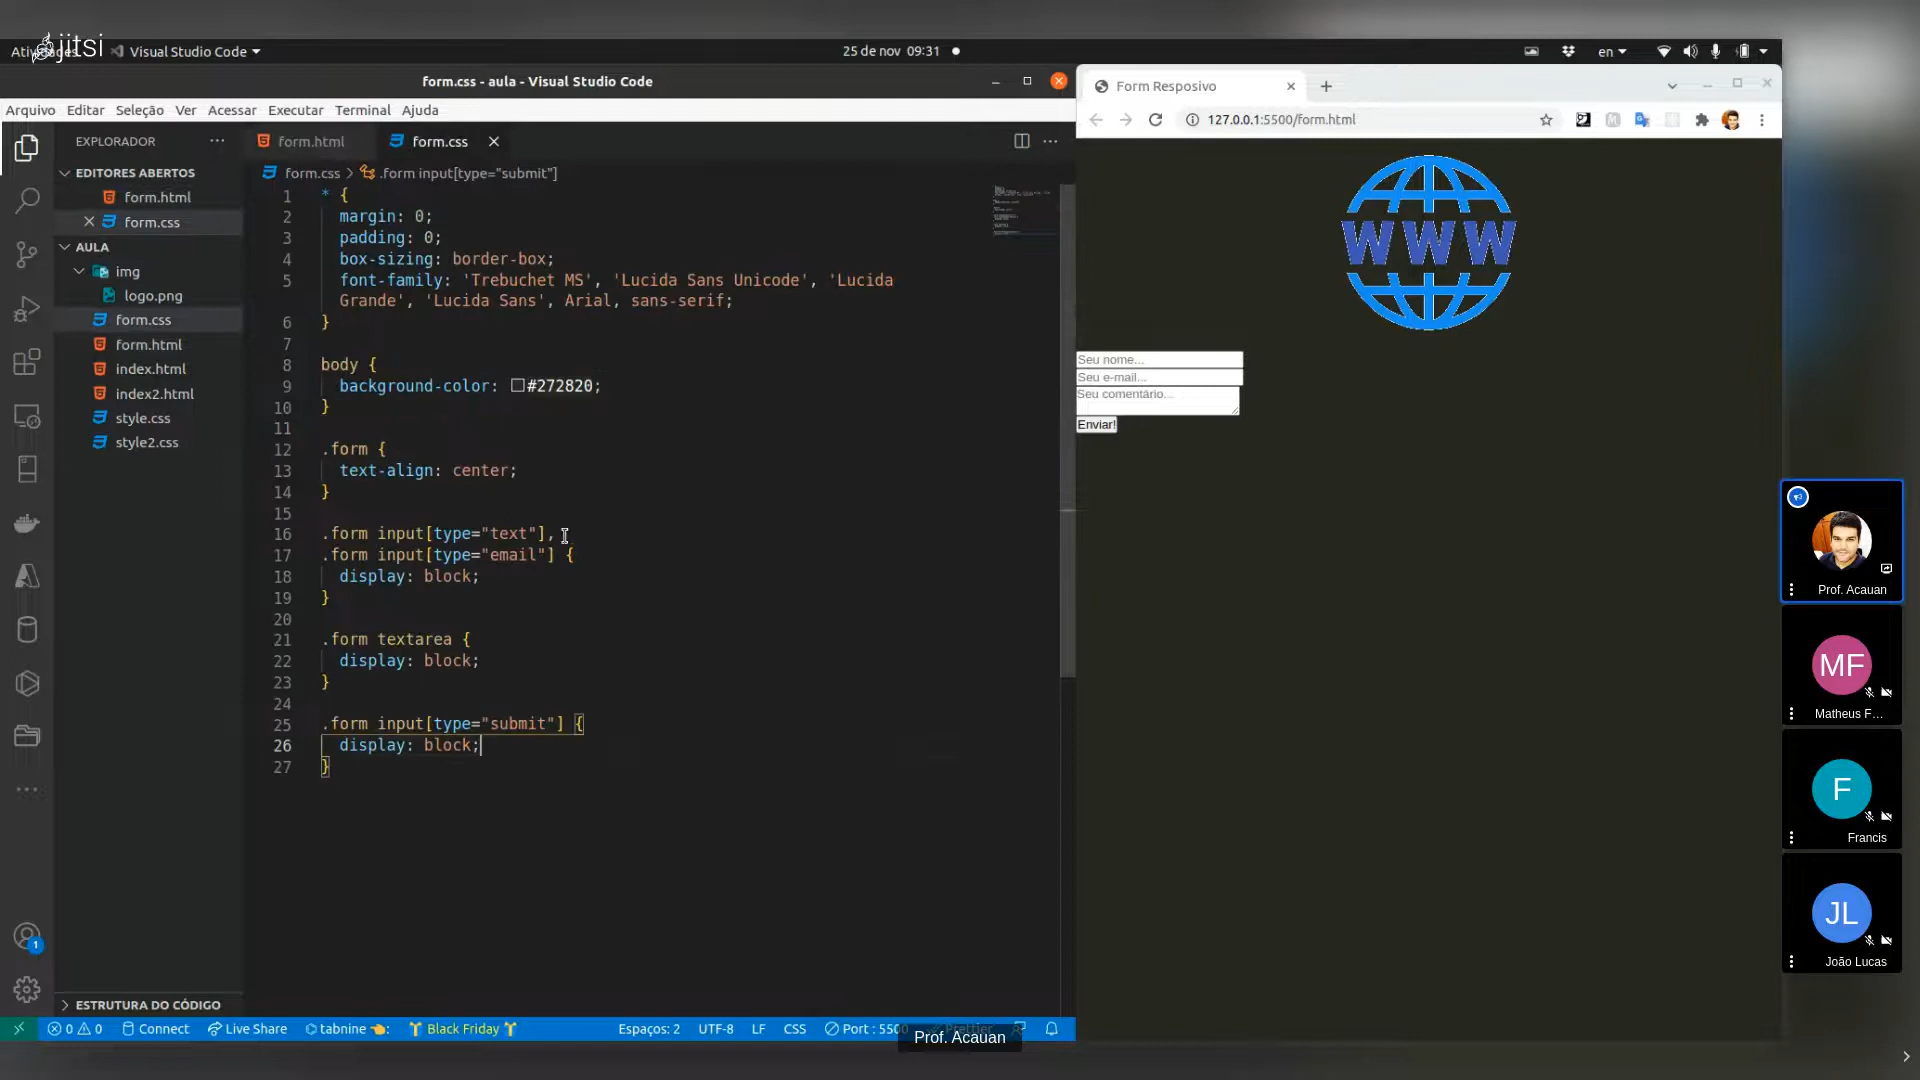 jitsi
Visual Studio Code
25 de nov 09:31
en
form.css - aula - Visual Studio Code
Arquivo Editar Seleção Ver Acessar Executar Terminal Ajuda
EXPLORADOR
EDITORES ABERTOS
form.html
form.css
AULA
img
logo.png
form.css
form.html
index.html
index2.html
style.css
style2.css
ESTRUTURA DO CÓDIGO
form.html
form.css
form.css > .form input[type="submit"]
1 * {
2 margin: 0;
3 padding: 0;
4 box-sizing: border-box;
5 font-family: 'Trebuchet MS', 'Lucida Sans Unicode', 'Lucida
Grande', 'Lucida Sans', Arial, sans-serif;
6 }
7
8 body {
9 background-color: #272820;
10 }
11
12 .form {
13 text-align: center;
14 }
15
16 .form input[type="text"],
17 .form input[type="email"] {
18 display: block;
19 }
20
21 .form textarea {
22 display: block;
23 }
24
25 .form input[type="submit"] {
26 display: block;
27 }
1
0 0 Connect Live Share tabnine Black Friday Espaços: 2 UTF-8 LF CSS Port : 5500 Prettier
Form Resposivo
127.0.0.1:5500/form.html
WWW
Seu nome...
Seu e-mail...
Seu comentário...
Enviar!
Prof. Acauan
MF
Matheus F...
F
Francis
JL
João Lucas
Prof. Acauan